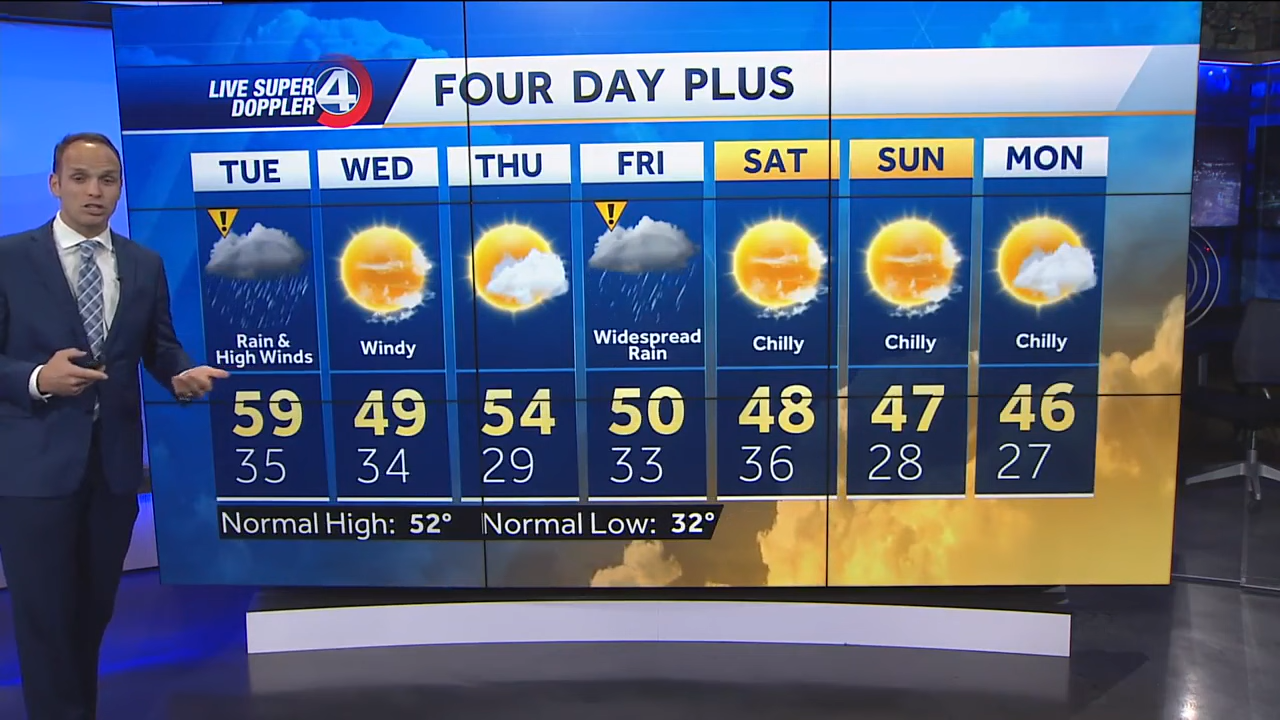 LIVE SUPER
DOPPLER 4
FOUR DAY PLUS
TUE WED THU FRI SAT SUN MON
! !
Rain &
High Winds
Windy
Widespread
Rain
Chilly
Chilly
Chilly
59 49 54 50 48 47 46
35 34 29 33 36 28 27
Normal High: 52° Normal Low: 32°